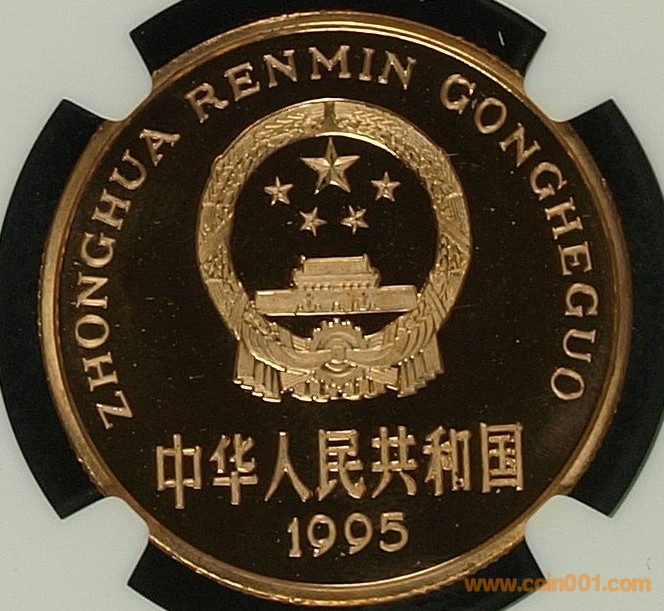 ZHONGHUA RENMIN GONGHEGUO
中华人民共和国
1995
www.coin001.com